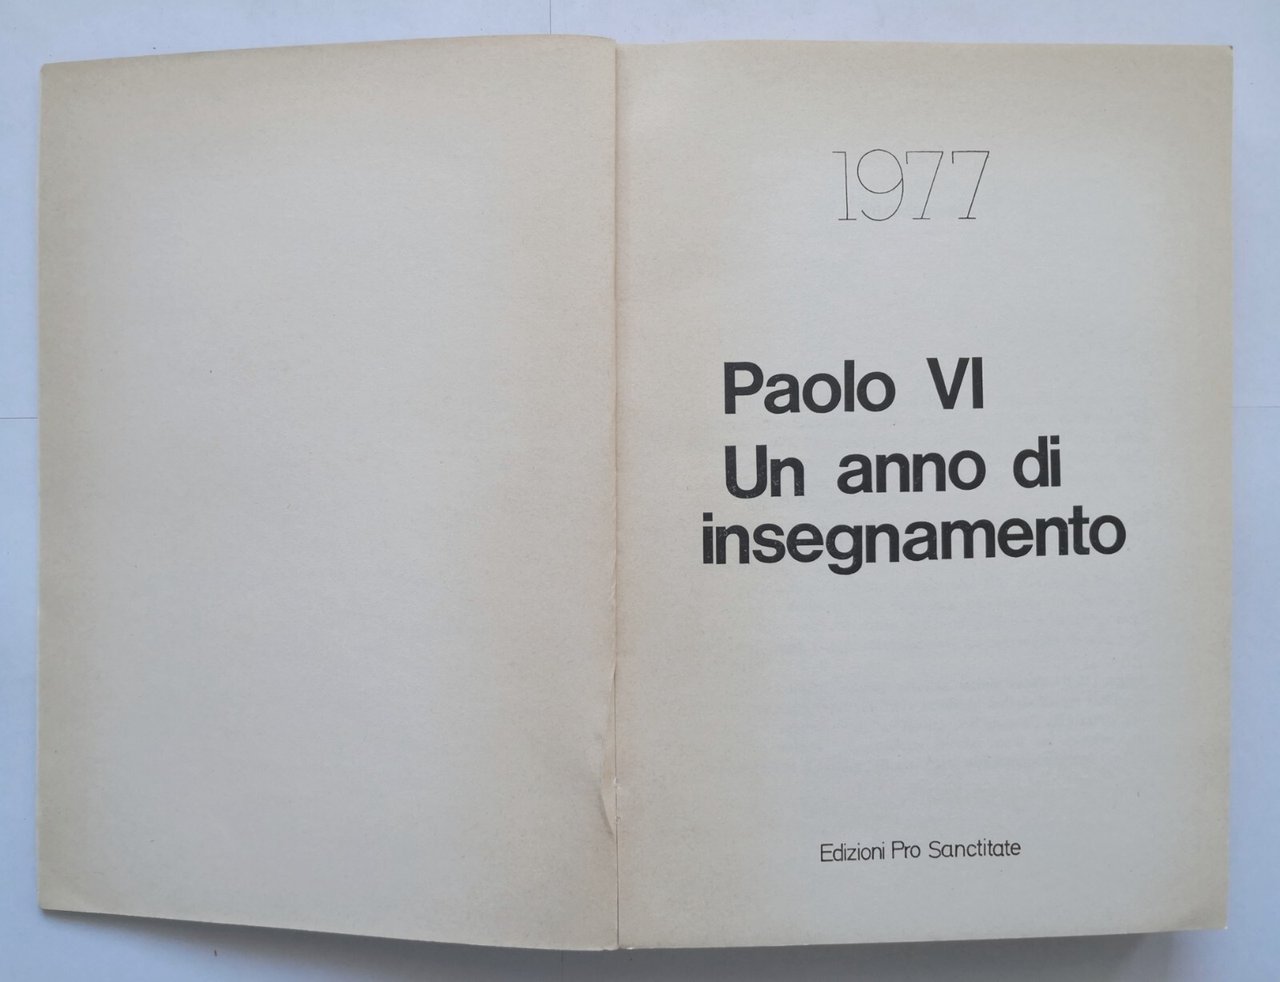 1977
Paolo VI
Un anno di
insegnamento
Edizioni Pro Sanctitate